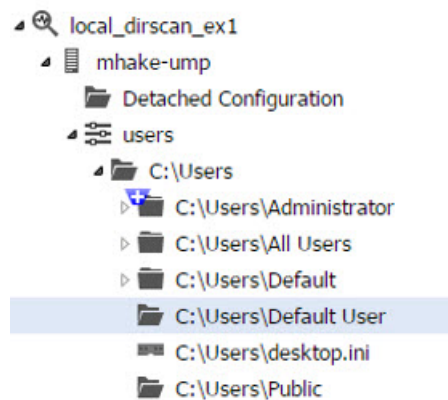 local_dirscan_ex1
mhake-ump
Detached Configuration
users
C:\Users
C:\Users\Administrator
C:\Users\All Users
C:\Users\Default
C:\Users\Default User
C:\Users\desktop.ini
C:\Users\Public